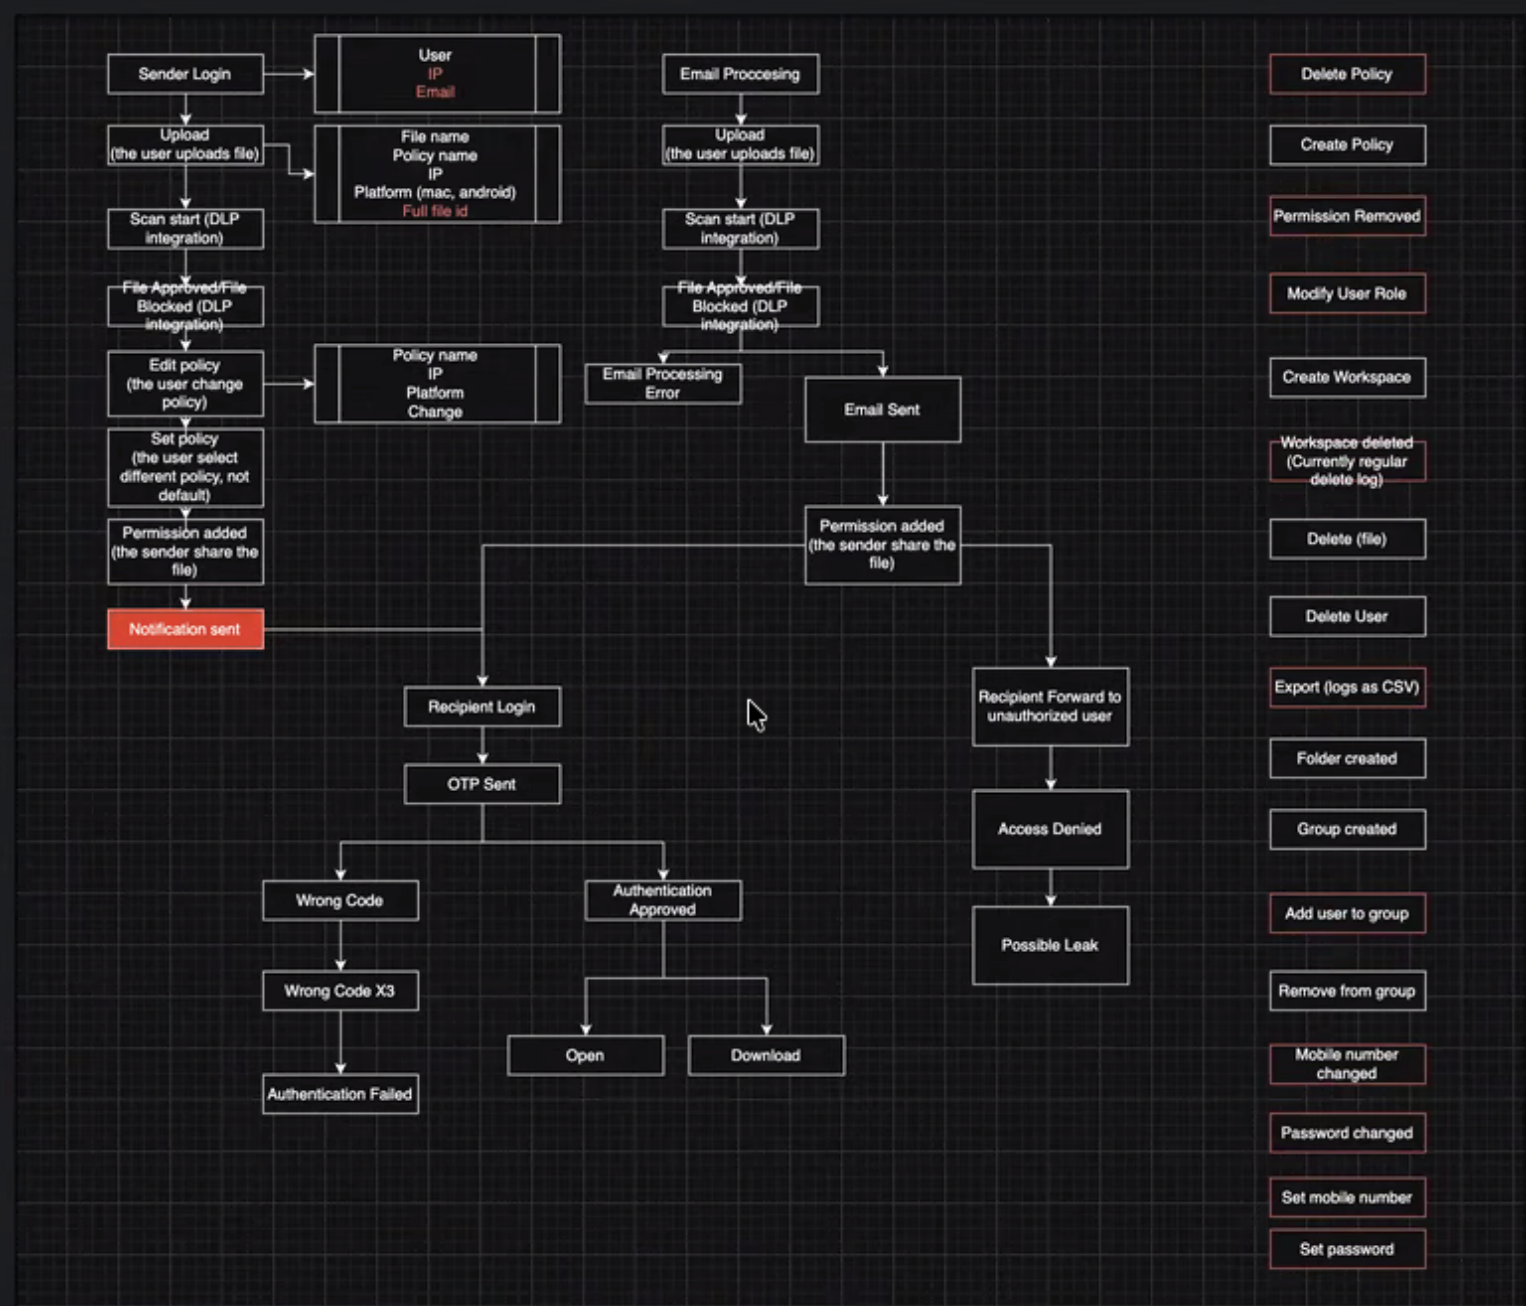 Sender Login
User
IP
Email
Upload
(the user uploads file)
File name
Policy name
IP
Platform (mac, android)
Full file id
Scan start (DLP
integration)
File Approved/File
Blocked (DLP
integration)
Edit policy
(the user change
policy)
Policy name
IP
Platform
Change
Set policy
(the user select
different policy, not
default)
Permission added
(the sender share the
file)
Notification sent
Email Proccesing
Upload
(the user uploads file)
Scan start (DLP
integration)
File Approved/File
Blocked (DLP
integration)
Email Processing
Error
Email Sent
Permission added
(the sender share the
file)
Recipient Login
OTP Sent
Wrong Code
Wrong Code X3
Authentication Failed
Authentication
Approved
Open
Download
Recipient Forward to
unauthorized user
Access Denied
Possible Leak
Delete Policy
Create Policy
Permission Removed
Modify User Role
Create Workspace
Workspace deleted
(Currently regular
delete log)
Delete (file)
Delete User
Export (logs as CSV)
Folder created
Group created
Add user to group
Remove from group
Mobile number
changed
Password changed
Set mobile number
Set password